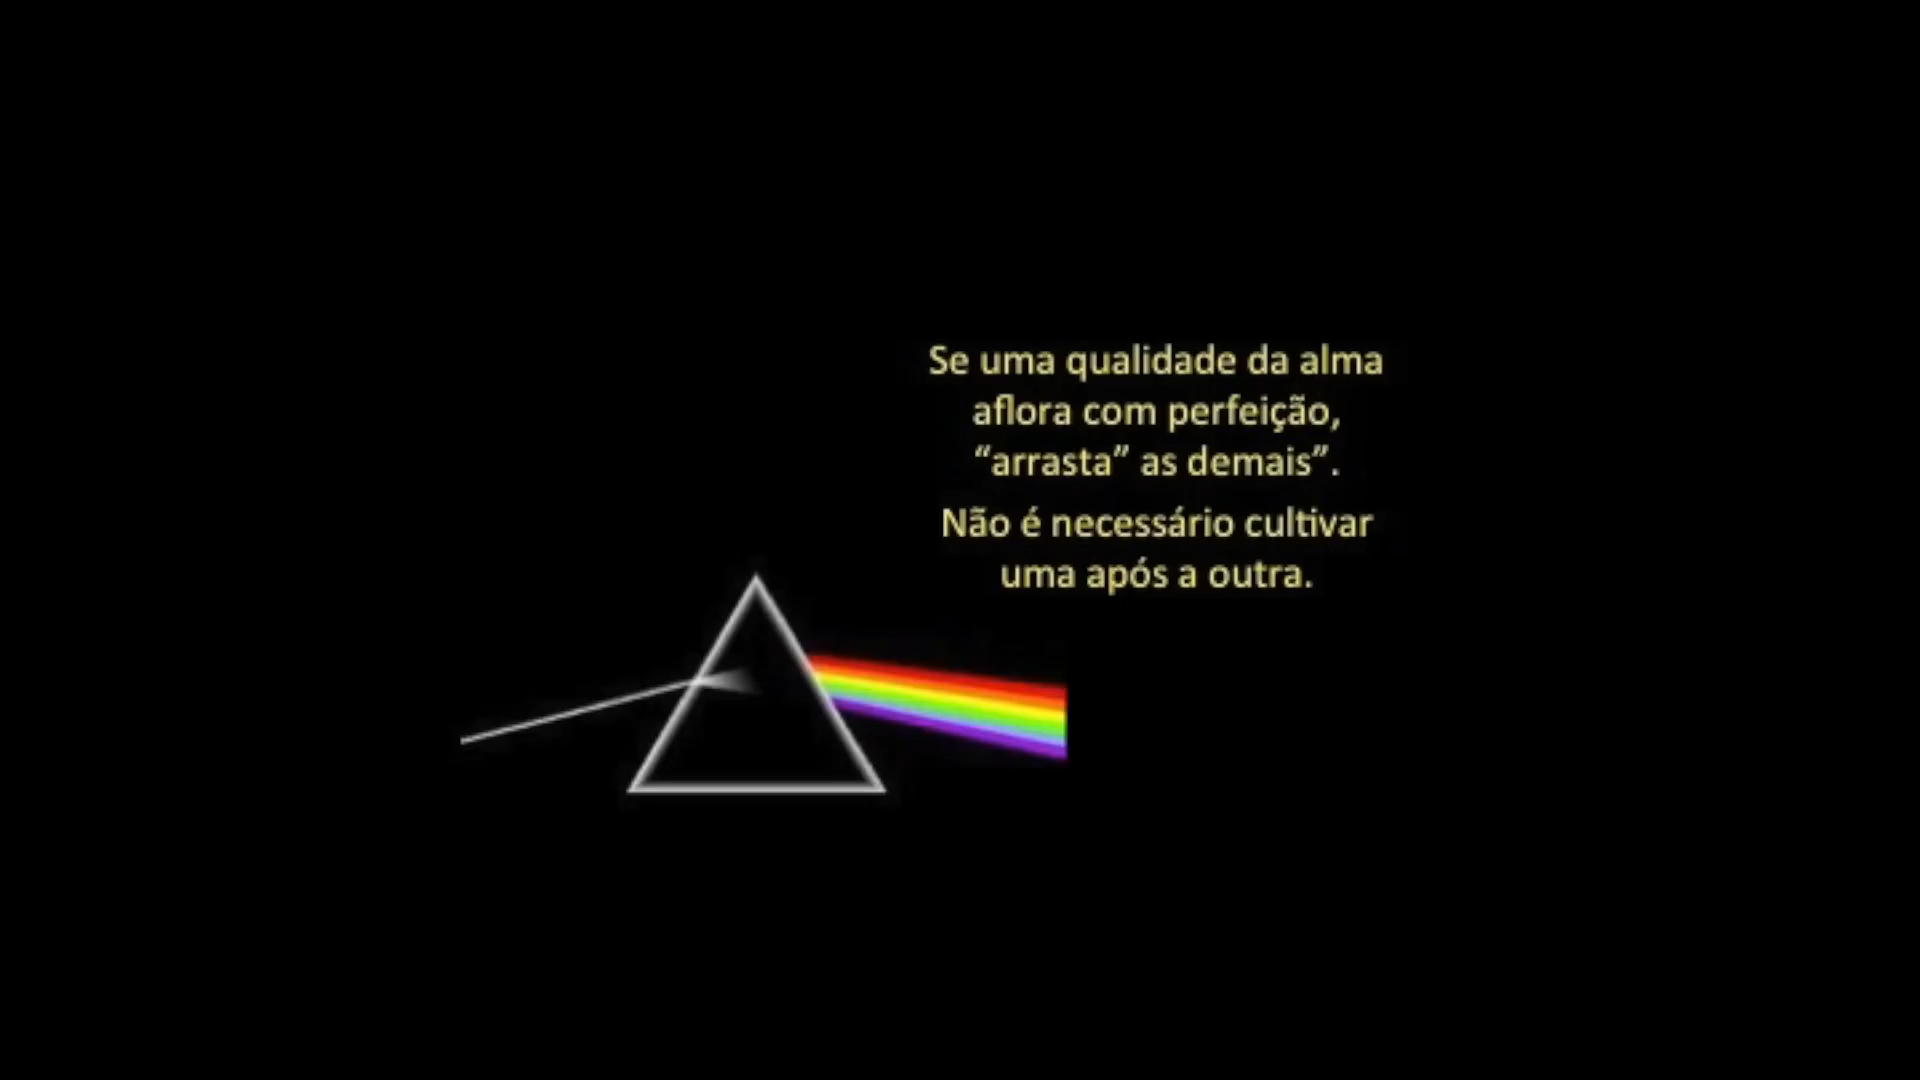 Se uma qualidade da alma
aflora com perfeição,
“arrasta” as demais”.
Não é necessário cultivar
uma após a outra.